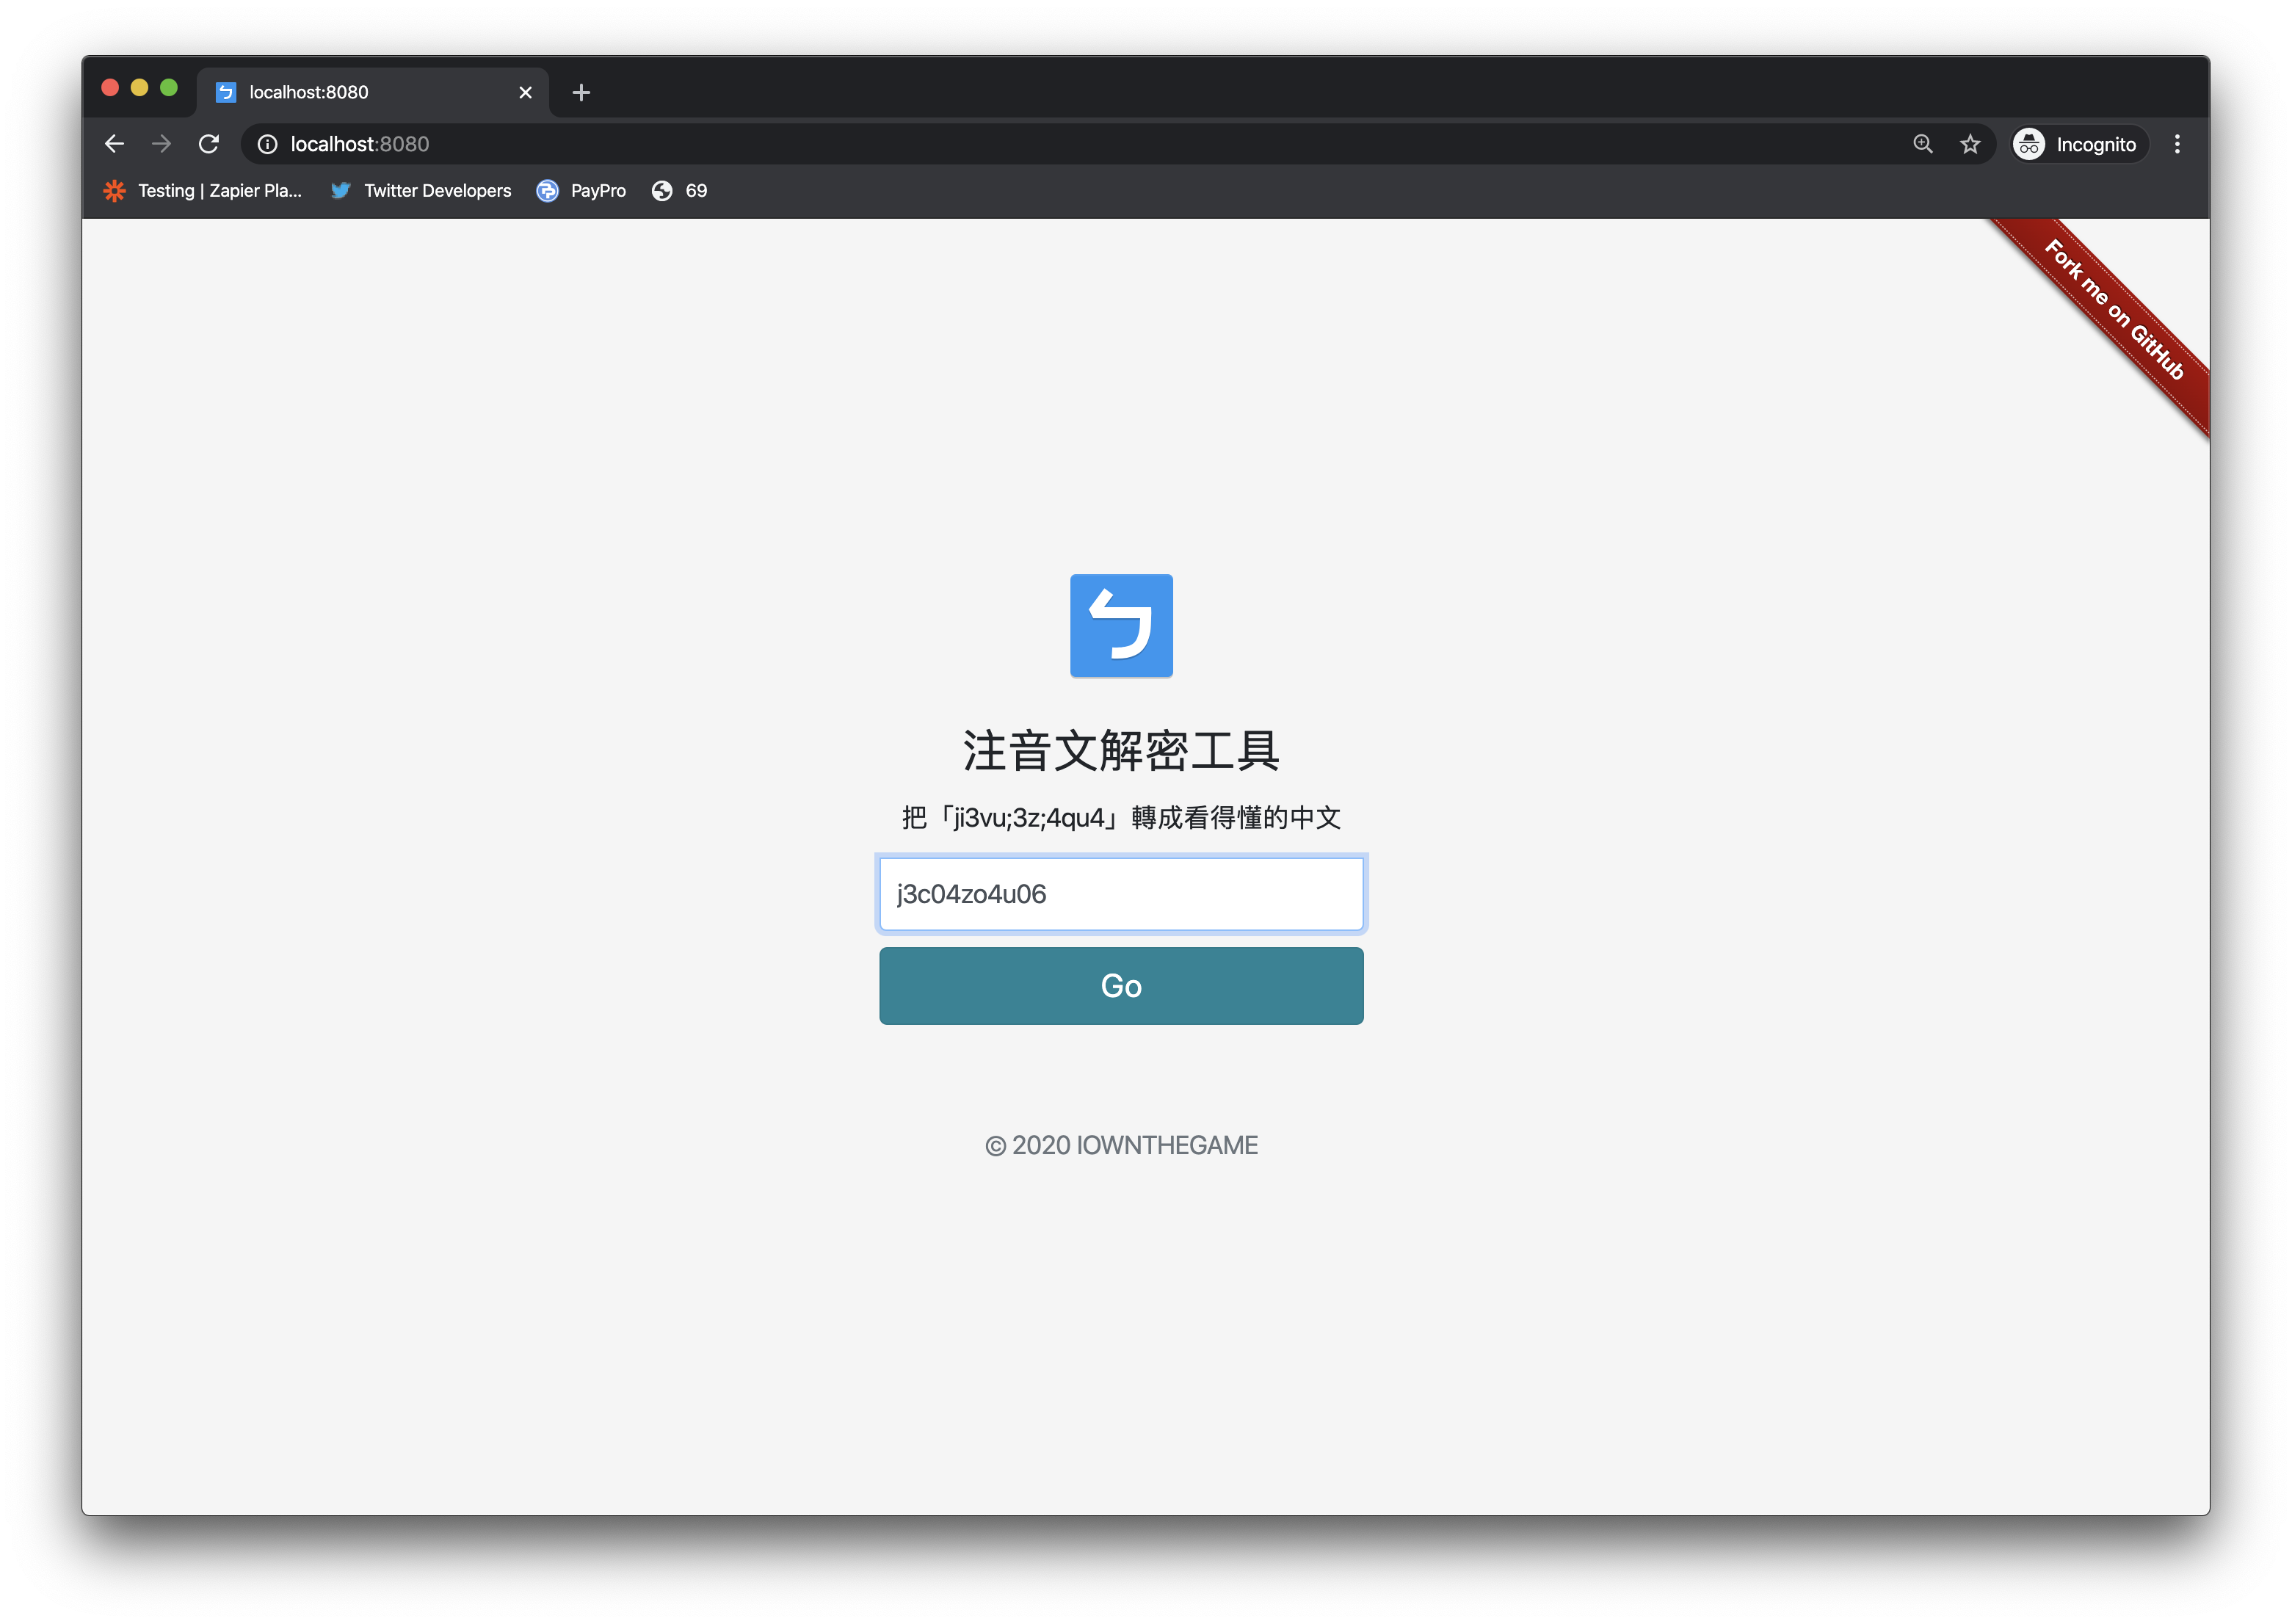 localhost:8080
localhost:8080
Incognito
Testing | Zapier Pla...
Twitter Developers
PayPro
69
Fork me on GitHub
ㄅ
注音文解密工具
把「ji3vu;3z;4qu4」轉成看得懂的中文
j3c04zo4u06
Go
© 2020 IOWNTHEGAME